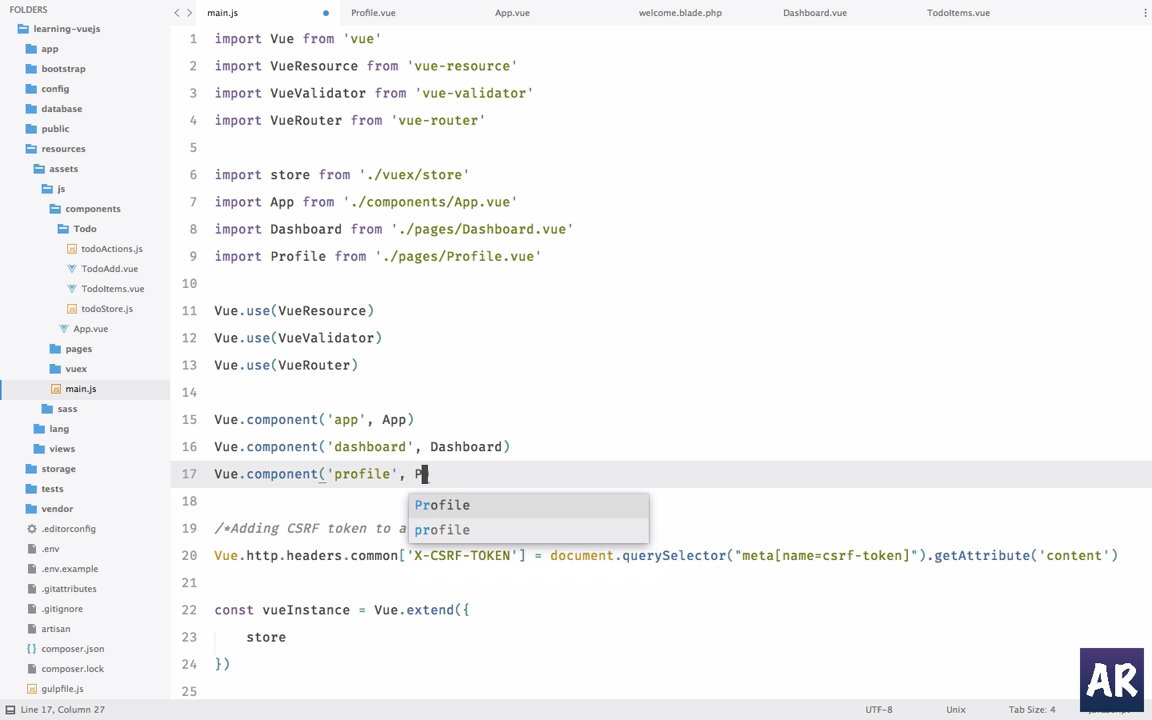 FOLDERS
learning-vuejs
app
bootstrap
config
database
public
resources
assets
js
components
Todo
todoActions.js
TodoAdd.vue
TodoItems.vue
todoStore.js
App.vue
pages
vuex
main.js
sass
lang
views
storage
tests
vendor
.editorconfig
.env
.env.example
.gitattributes
.gitignore
artisan
composer.json
composer.lock
gulpfile.js
main.js
Profile.vue
App.vue
welcome.blade.php
Dashboard.vue
TodoItems.vue
1 import Vue from 'vue'
2 import VueResource from 'vue-resource'
3 import VueValidator from 'vue-validator'
4 import VueRouter from 'vue-router'
5
6 import store from './vuex/store'
7 import App from './components/App.vue'
8 import Dashboard from './pages/Dashboard.vue'
9 import Profile from './pages/Profile.vue'
10
11 Vue.use(VueResource)
12 Vue.use(VueValidator)
13 Vue.use(VueRouter)
14
15 Vue.component('app', App)
16 Vue.component('dashboard', Dashboard)
17 Vue.component('profile', P)
Profile
profile
18
19 /*Adding CSRF token to a
20 Vue.http.headers.common['X-CSRF-TOKEN'] = document.querySelector("meta[name=csrf-token]").getAttribute('content')
21
22 const vueInstance = Vue.extend({
23 store
24 })
25
AR
Line 17, Column 27
UTF-8
Unix
Tab Size: 4